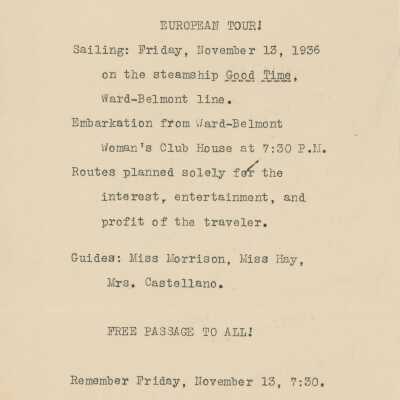 EUROPEAN TOUR!
Sailing: Friday, November 13, 1936
on the steamship Good Time,
Ward-Belmont line.
Embarkation from Ward-Belmont
Woman's Club House at 7:30 P.M.
Routes planned solely for the
interest, entertainment, and
profit of the traveler.
Guides: Miss Morrison, Miss Hay,
Mrs. Castellano.
FREE PASSAGE TO ALL!
Remember Friday, November 13, 7:30.